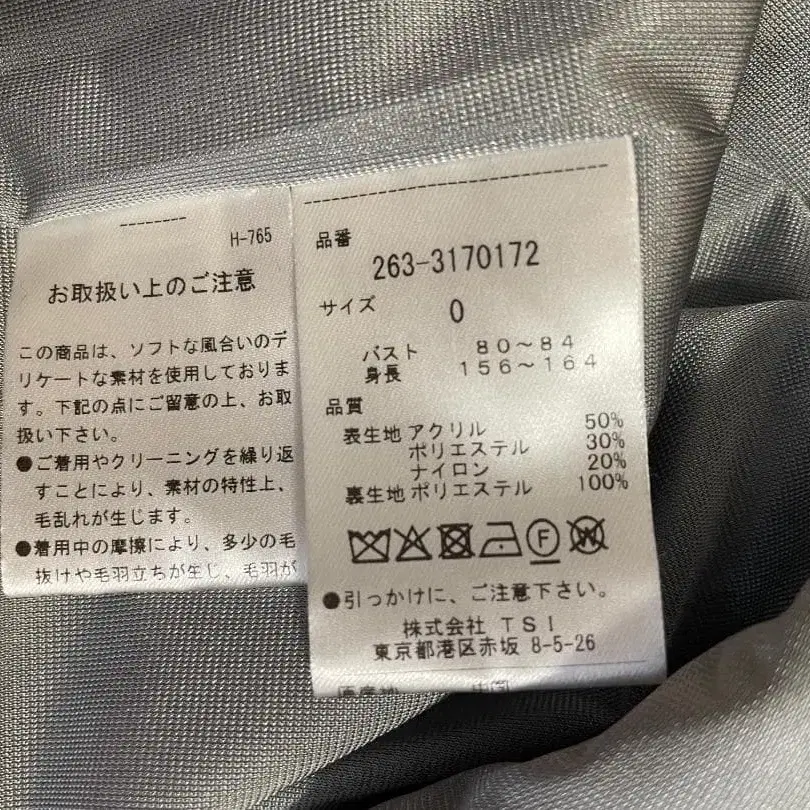 H-765
お取扱い上のご注意
この商品は、ソフトな風合いのデ
リケートな素材を使用しておりま
す。下記の点にご留意の上、お取
扱い下さい。
●ご着用やクリーニングを繰り返
すことにより、素材の特性上、
毛乱れが生じます。
●着用中の摩擦により、多少の毛
抜けや毛羽立ちが生じ、毛羽が
品番
263-3170172
サイズ
0
バスト 80〜84
身長 156〜164
品質
表生地 アクリル 50%
ポリエステル 30%
ナイロン 20%
裏生地 ポリエステル 100%
F W
●引っかけに、ご注意下さい。
株式会社 TSI
東京都港区赤坂 8-5-26
原産地 中国